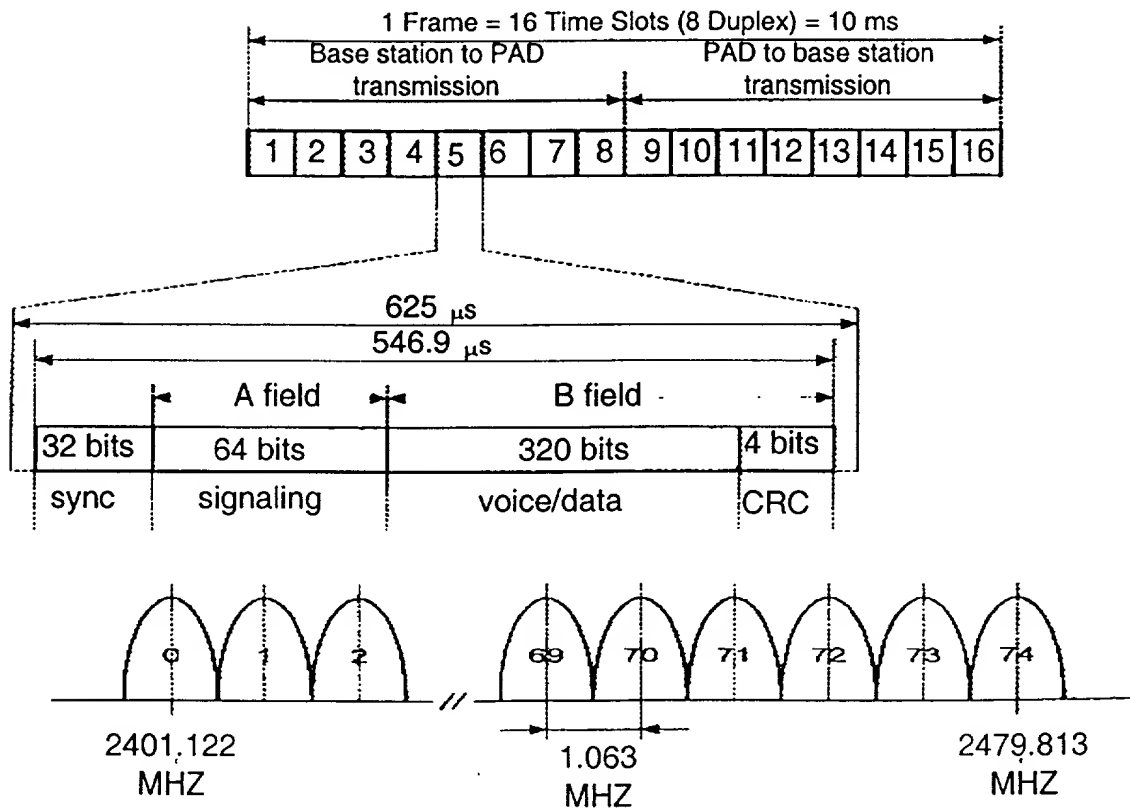 1 Frame = 16 Time Slots (8 Duplex) = 10 ms
Base station to PAD transmission
PAD to base station transmission
1 2 3 4 5 6 7 8 9 10 11 12 13 14 15 16
625 μs
546.9 μs
A field B field
32 bits 64 bits 320 bits 4 bits
sync signaling voice/data CRC
0 1 2 // 69 70 71 72 73 74
2401.122 MHZ
1.063 MHZ
2479.813 MHZ